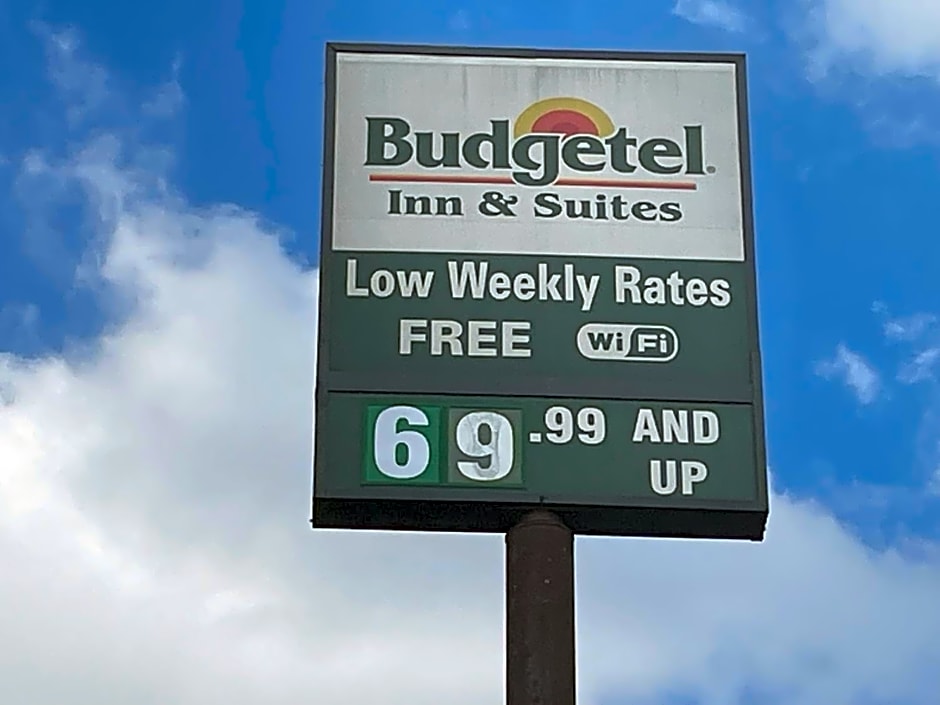 Budgetel
Inn & Suites
Low Weekly Rates
FREE WiFi
69.99 AND
UP